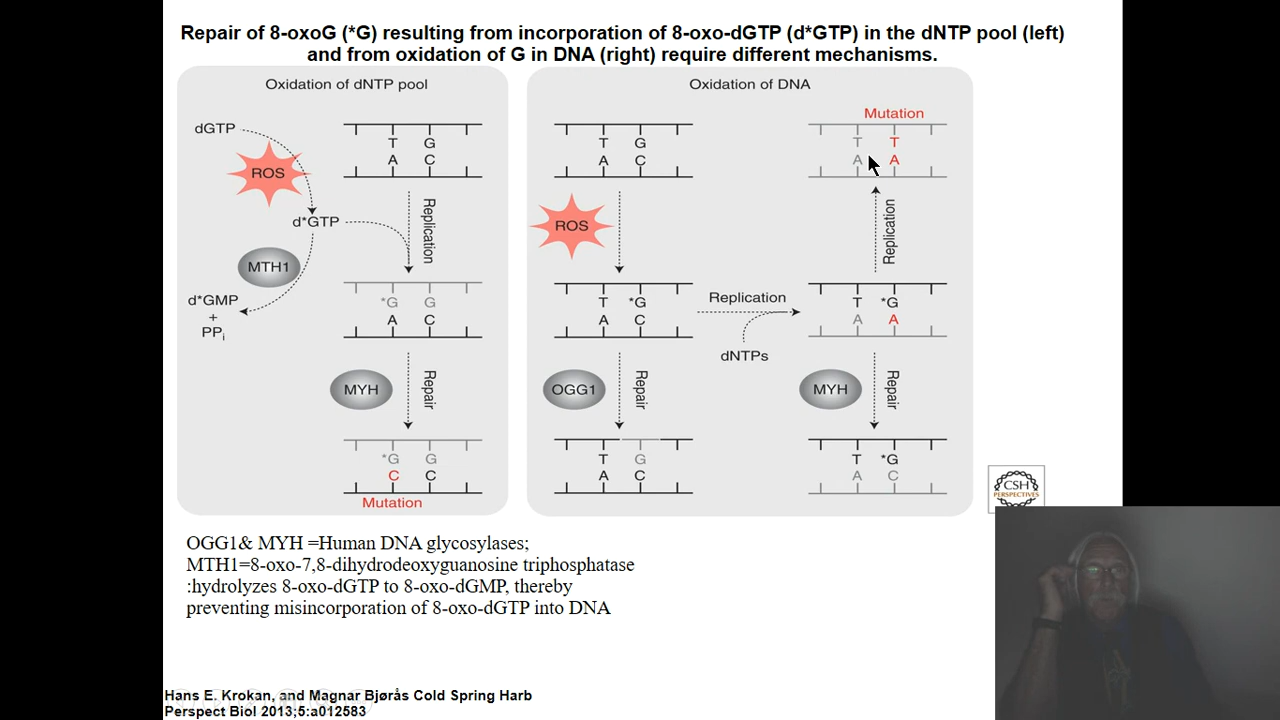 Repair of 8-oxoG (*G) resulting from incorporation of 8-oxo-dGTP (d*GTP) in the dNTP pool (left)
and from oxidation of G in DNA (right) require different mechanisms.
Oxidation of dNTP pool
dGTP
ROS
d*GTP
MTH1
d*GMP
+
PPi
T G
A C
Replication
*G G
A C
MYH
Repair
*G G
C C
Mutation
Oxidation of DNA
T G
A C
ROS
T *G
A C
OGG1
Repair
T G
A C
Replication
dNTPs
Mutation
T T
A A
Replication
T *G
A A
MYH
Repair
T *G
A C
CSH
PERSPECTIVES
OGG1& MYH =Human DNA glycosylases;
MTH1=8-oxo-7,8-dihydrodeoxyguanosine triphosphatase
:hydrolyzes 8-oxo-dGTP to 8-oxo-dGMP, thereby
preventing misincorporation of 8-oxo-dGTP into DNA
Hans E. Krokan, and Magnar Bjørås Cold Spring Harb
Perspect Biol 2013;5:a012583